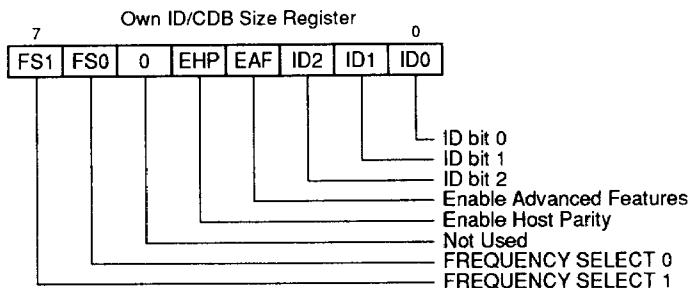 Own ID/CDB Size Register
7 0
FS1 FS0 0 EHP EAF ID2 ID1 ID0
ID bit 0
ID bit 1
ID bit 2
Enable Advanced Features
Enable Host Parity
Not Used
FREQUENCY SELECT 0
FREQUENCY SELECT 1